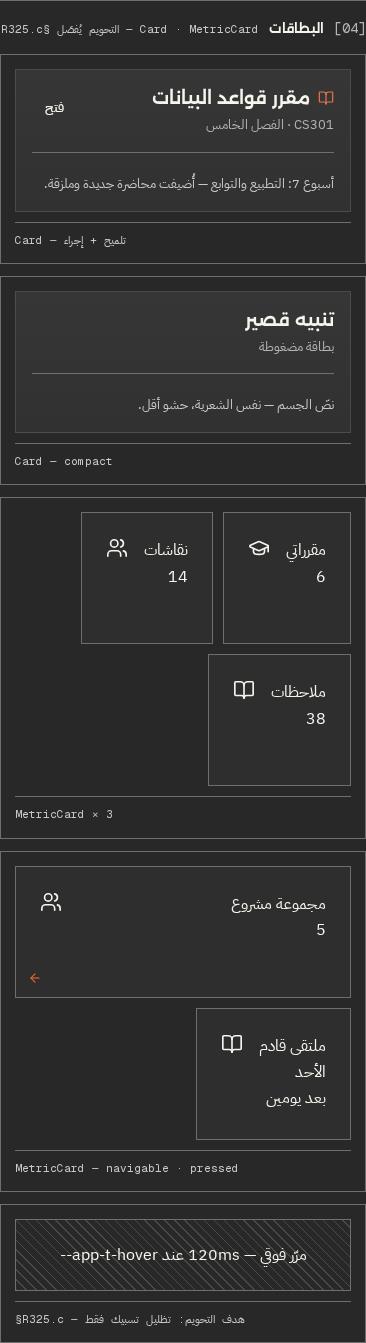 [04] البطاقات Card · MetricCard — التحويم يُفصّل §R325.c
مقرر قواعد البيانات
CS301 · الفصل الخامس
فتح
أسبوع 7: التطبيع والتوابع — أُضيفت محاضرة جديدة وملزقة.
Card — تلميح + إجراء
تنبيه قصير
بطاقة مضغوطة
نصّ الجسم — نفس الشعرية، حشو أقل.
Card — compact
مقرراتي
6
نقاشات
14
ملاحظات
38
MetricCard × 3
مجموعة مشروع
5
ملتقى قادم
الأحد
بعد يومين
MetricCard — navigable · pressed
مرّر فوقي — 120ms عند --app-t-hover
هدف التحويم: تظليل تسبيك فقط — §R325.c